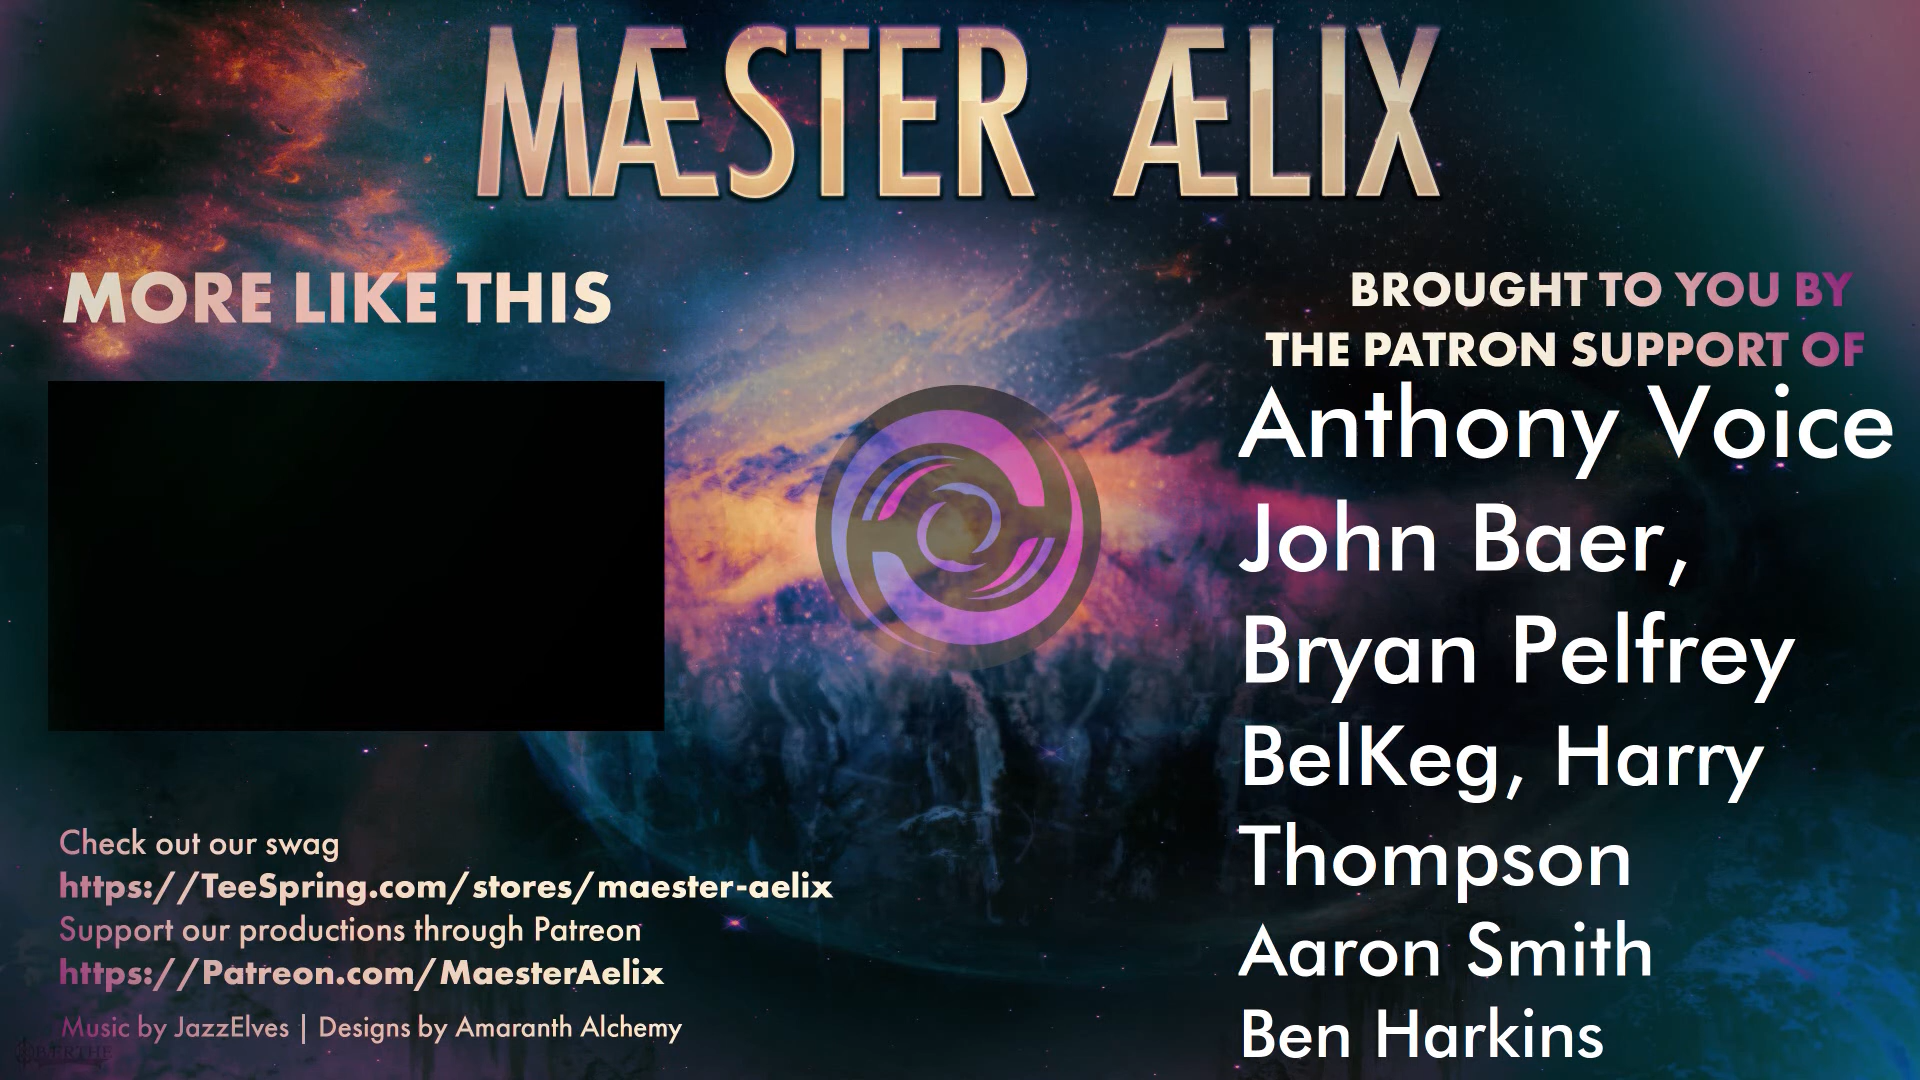 MÆSTER ÆLIX
MORE LIKE THIS
BROUGHT TO YOU BY
THE PATRON SUPPORT OF
Anthony Voice
John Baer,
Bryan Pelfrey
BelKeg, Harry
Thompson
Aaron Smith
Ben Harkins
Check out our swag
https://TeeSpring.com/stores/maester-aelix
Support our productions through Patreon
https://Patreon.com/MaesterAelix
Music by JazzElves | Designs by Amaranth Alchemy